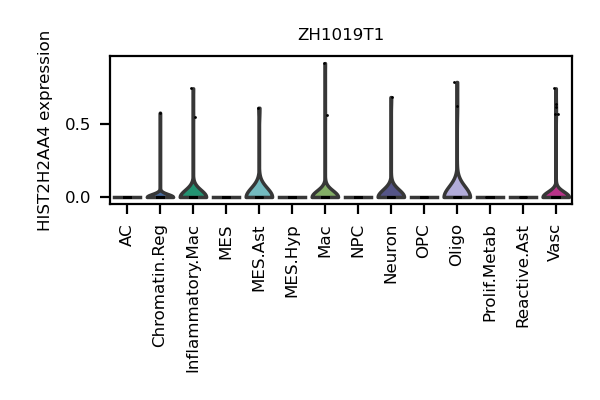 ZH1019T1
HIST2H2AA4 expression
0.5
0.0
AC
Chromatin.Reg
Inflammatory.Mac
MES
MES.Ast
MES.Hyp
Mac
NPC
Neuron
OPC
Oligo
Prolif.Metab
Reactive.Ast
Vasc